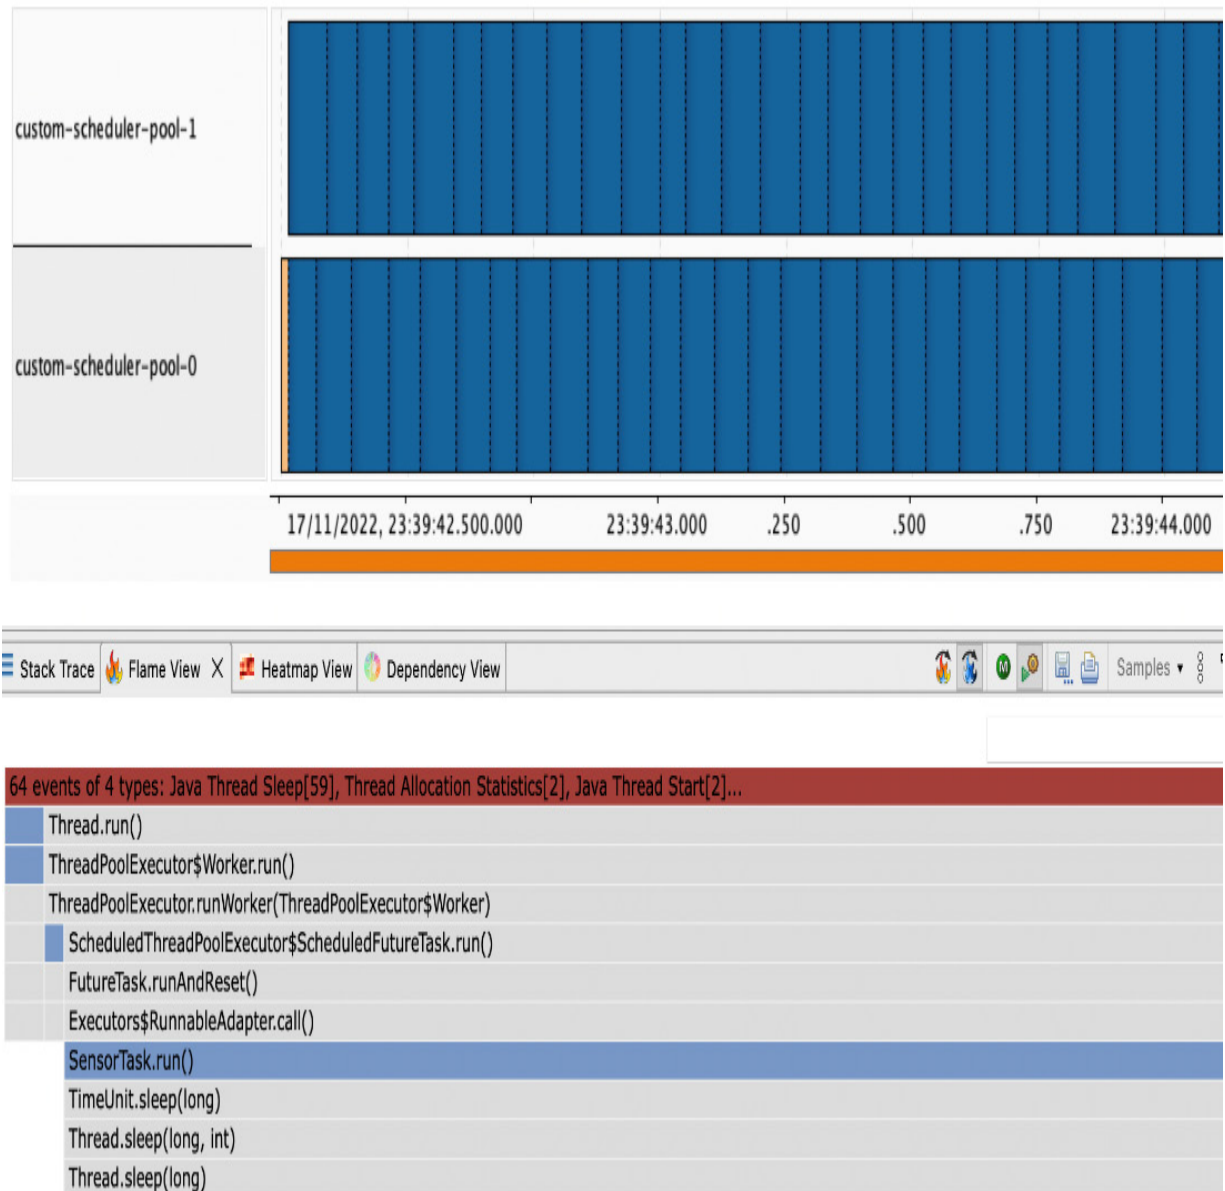 custom-scheduler-pool-1
custom-scheduler-pool-0
17/11/2022, 23:39:42.500.000 23:39:43.000 .250 .500 .750 23:39:44.000
Stack Trace Flame View X Heatmap View Dependency View M Samples
64 events of 4 types: Java Thread Sleep[59], Thread Allocation Statistics[2], Java Thread Start[2]...
Thread.run()
ThreadPoolExecutor$Worker.run()
ThreadPoolExecutor.runWorker(ThreadPoolExecutor$Worker)
ScheduledThreadPoolExecutor$ScheduledFutureTask.run()
FutureTask.runAndReset()
Executors$RunnableAdapter.call()
SensorTask.run()
TimeUnit.sleep(long)
Thread.sleep(long, int)
Thread.sleep(long)